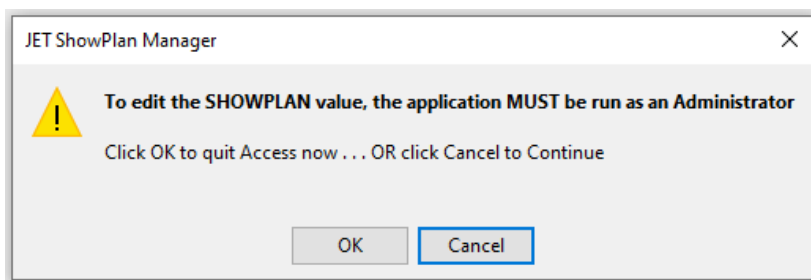 JET ShowPlan Manager
To edit the SHOWPLAN value, the application MUST be run as an Administrator
Click OK to quit Access now . . . OR click Cancel to Continue
OK
Cancel